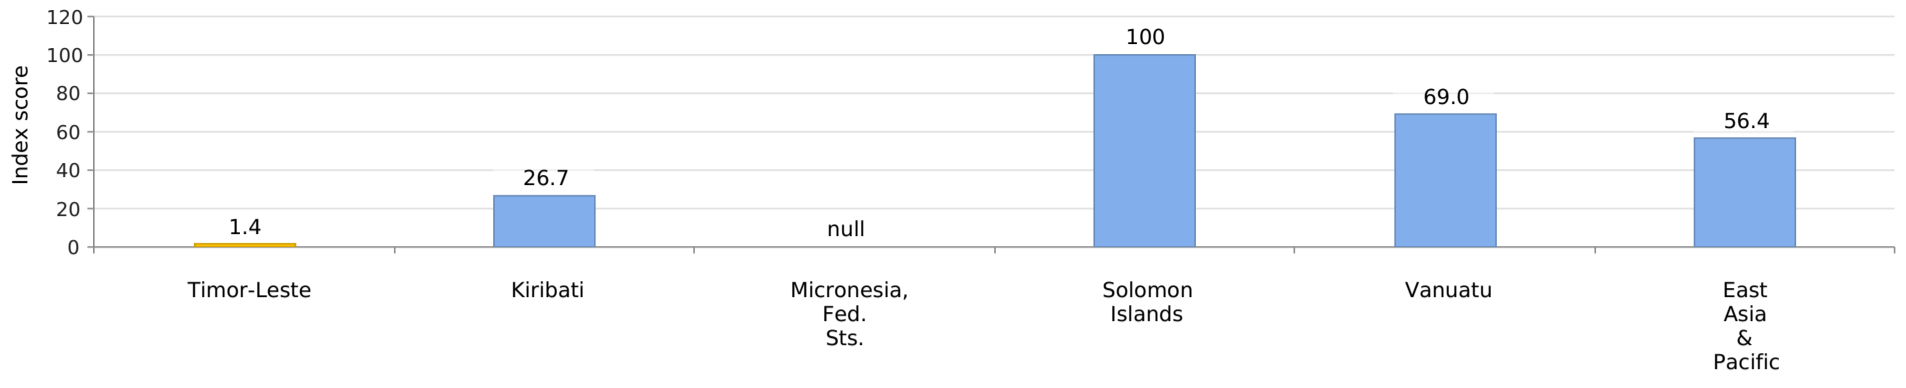 120
100
80
60
40
20
0
Index score
1.4
26.7
null
100
69.0
56.4
Timor-Leste
Kiribati
Micronesia,
Fed.
Sts.
Solomon
Islands
Vanuatu
East
Asia
&
Pacific